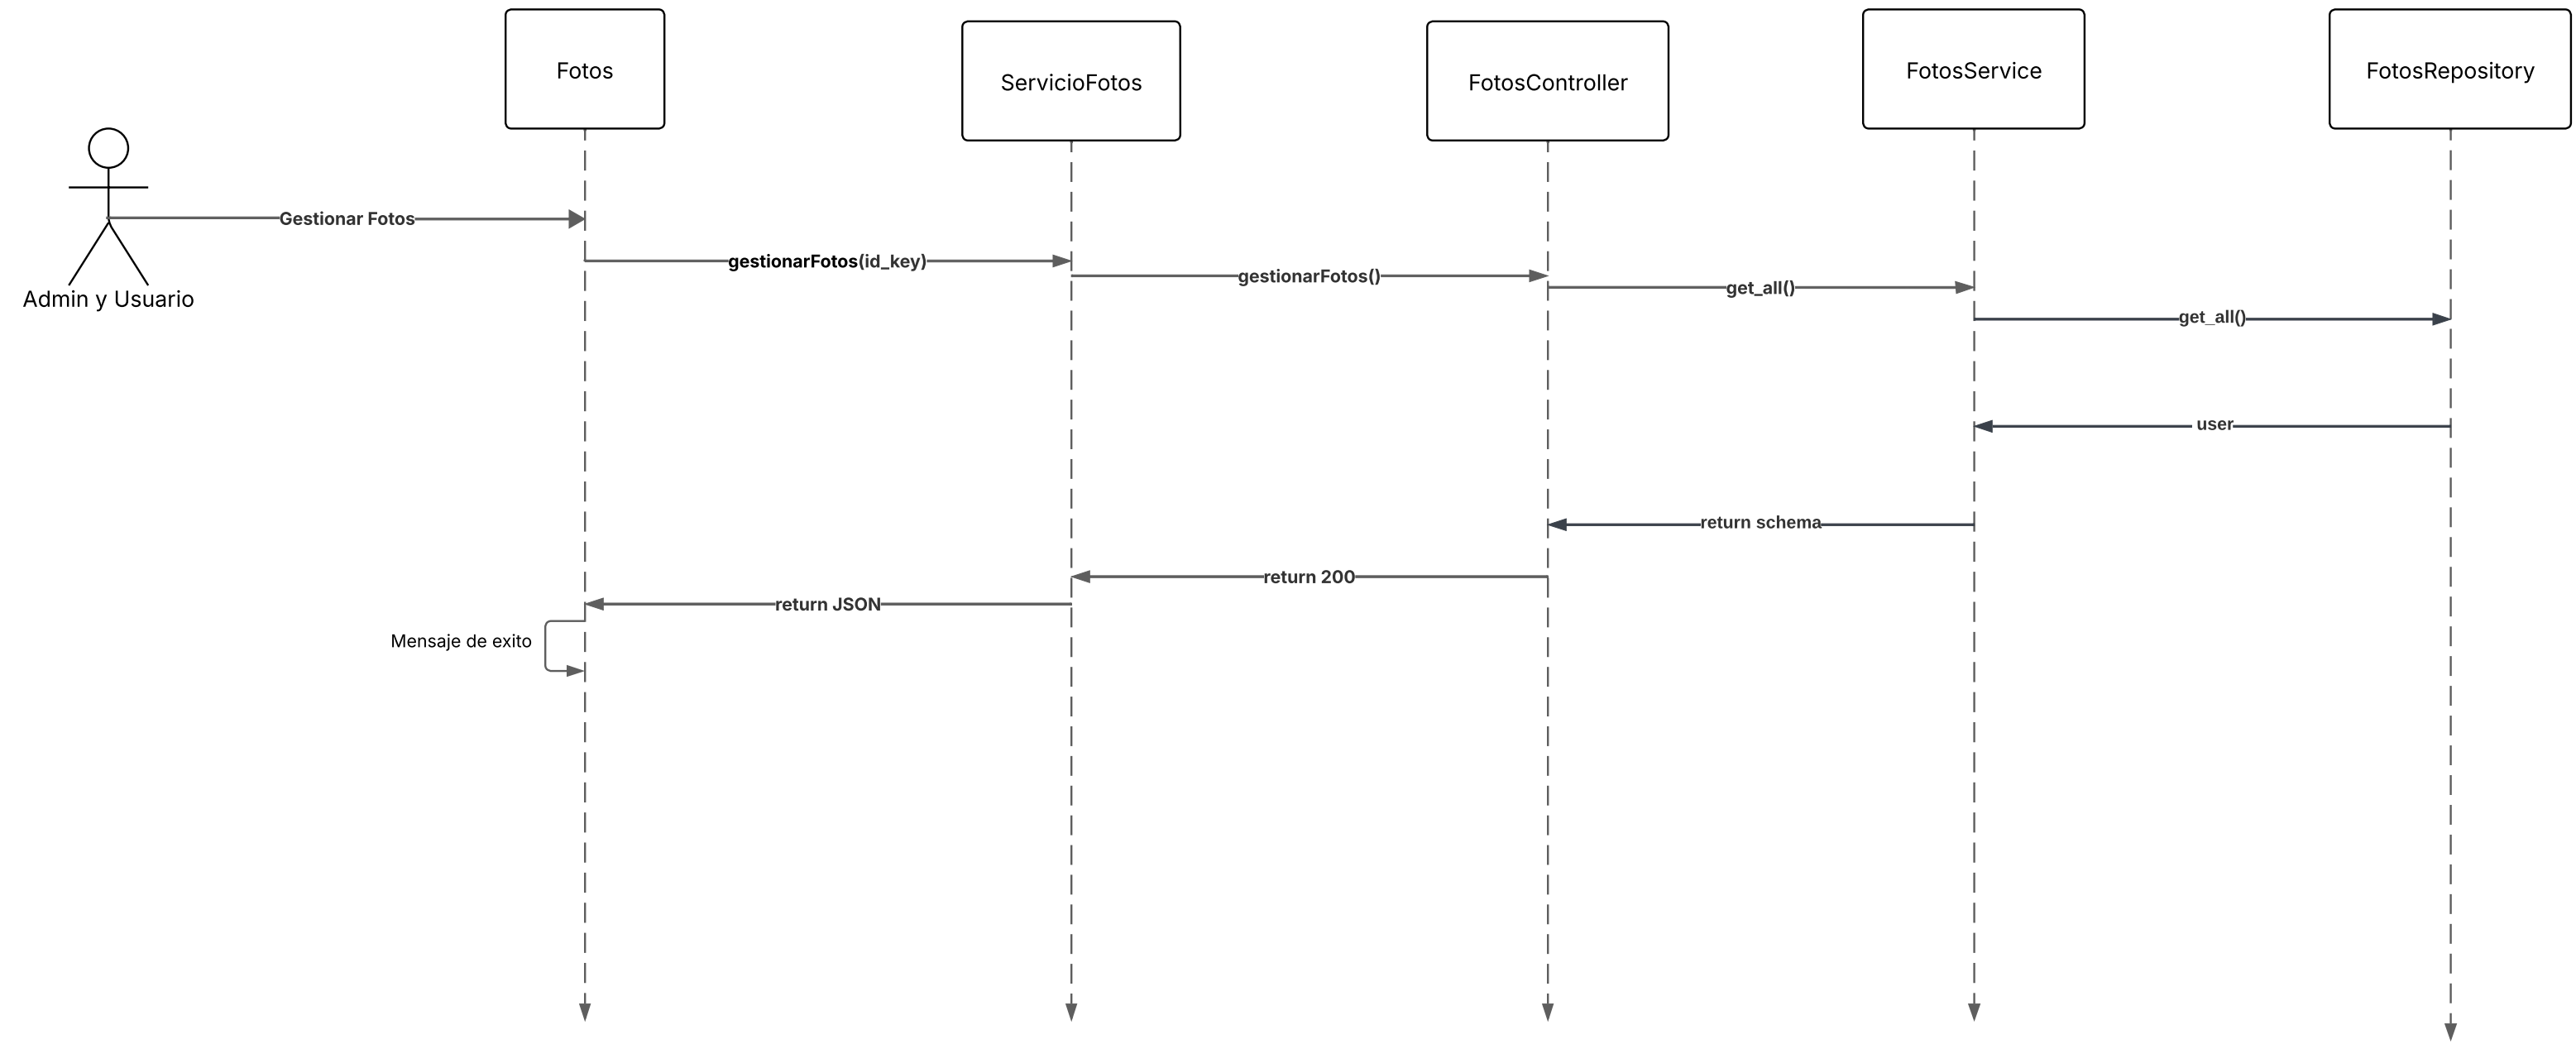 Fotos
ServicioFotos
FotosController
FotosService
FotosRepository
Admin y Usuario
Gestionar Fotos
gestionarFotos(id_key)
gestionarFotos()
get_all()
get_all()
user
return schema
return 200
return JSON
Mensaje de exito